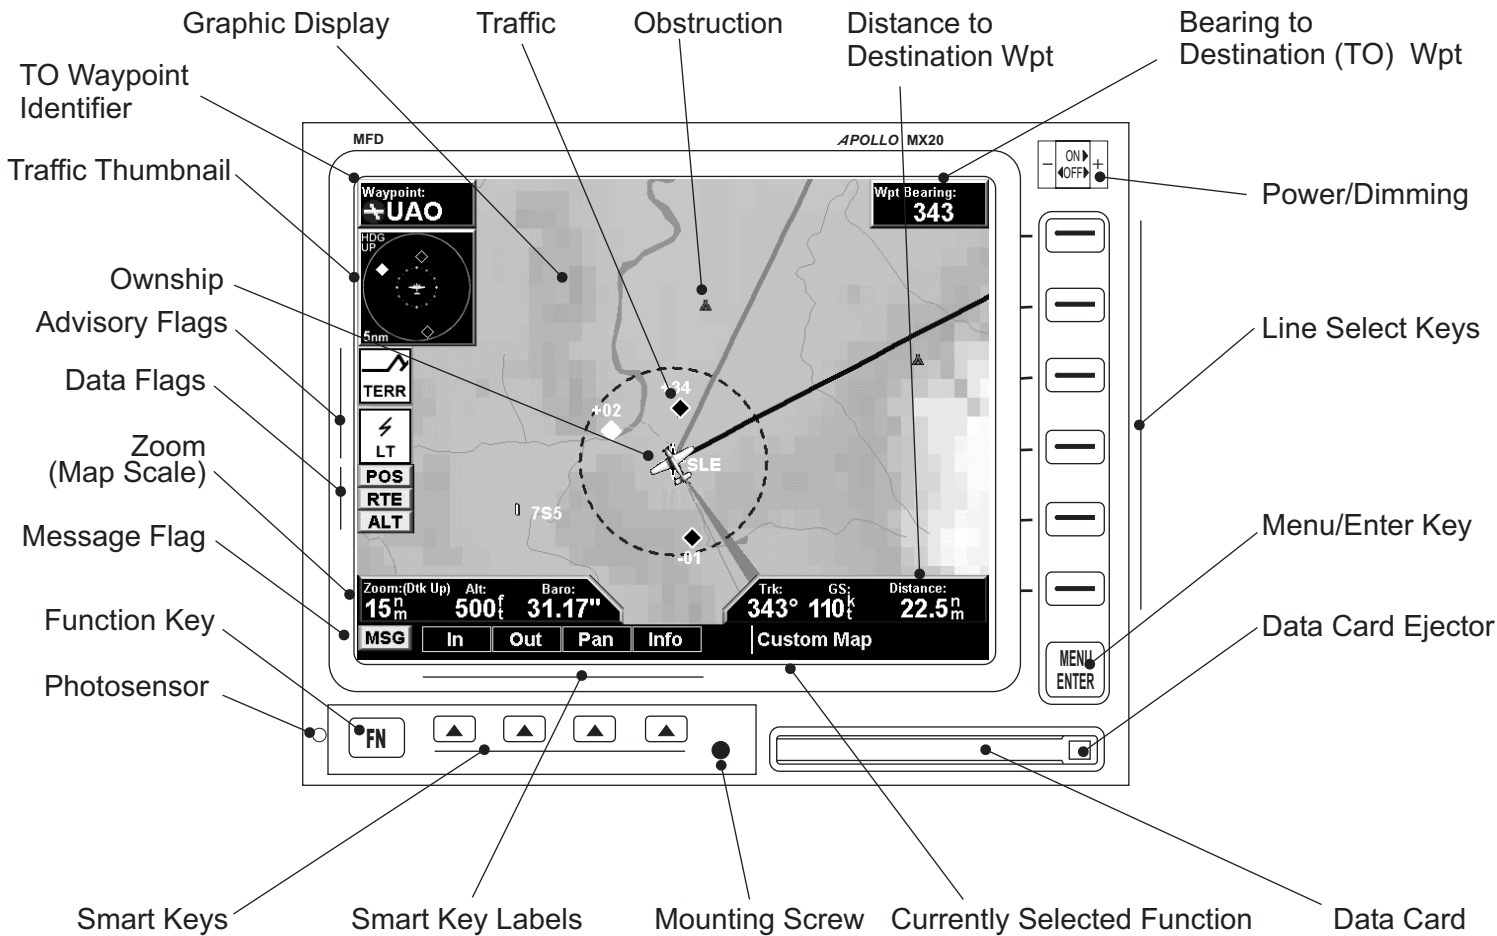 Graphic Display
Traffic
Obstruction
Distance to
Destination Wpt
Bearing to
Destination (TO) Wpt
TO Waypoint
Identifier
MFD
APOLLO MX20
ON
OFF
- +
Traffic Thumbnail
Power/Dimming
Waypoint:
UAO
Wpt Bearing:
343
HDG
UP
5nm
Ownship
Advisory Flags
Line Select Keys
Data Flags
TERR
+34
+02
LT
Zoom
(Map Scale)
POS
RTE
ALT
SLE
7S5
-01
Message Flag
Menu/Enter Key
Zoom:(Dtk Up) Alt: Baro:
15nm 500ft 31.17"
Trk: GS: Distance:
343° 110kt 22.5nm
Function Key
MSG In Out Pan Info Custom Map
Data Card Ejector
MENU
ENTER
Photosensor
FN
Smart Keys
Smart Key Labels
Mounting Screw
Currently Selected Function
Data Card